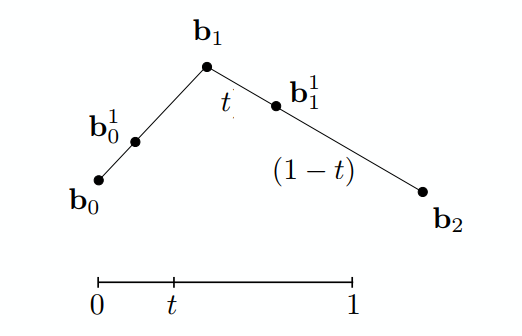 b₁
t
b₁¹
b₀¹
(1 − t)
b₀
b₂
0 t 1